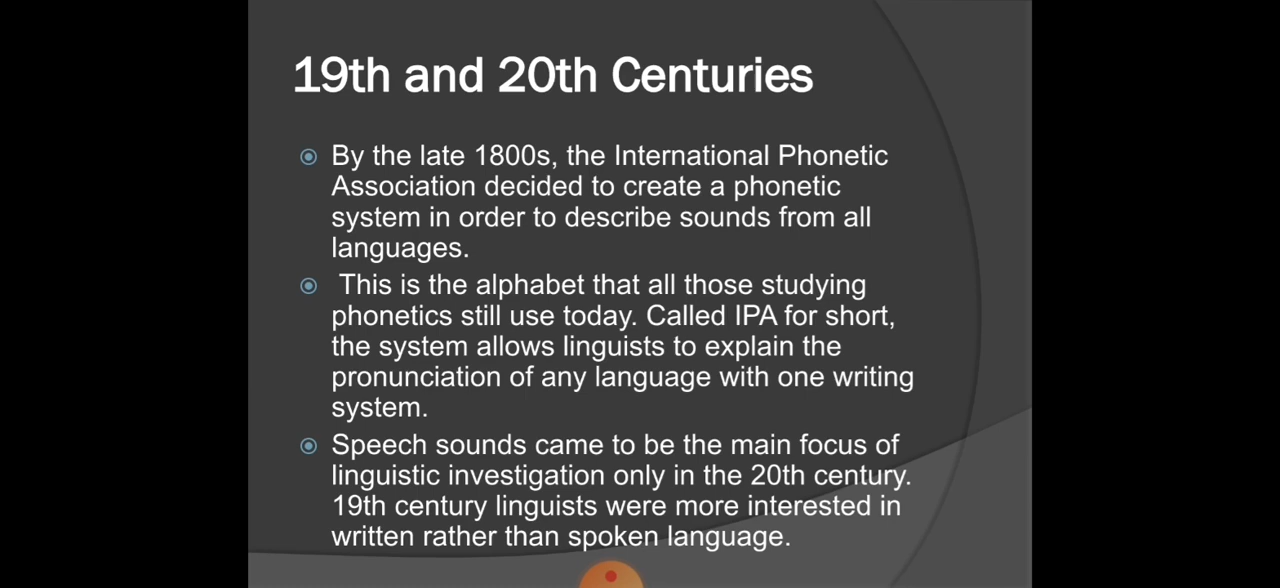 19th and 20th Centuries
By the late 1800s, the International Phonetic
Association decided to create a phonetic
system in order to describe sounds from all
languages.
This is the alphabet that all those studying
phonetics still use today. Called IPA for short,
the system allows linguists to explain the
pronunciation of any language with one writing
system.
Speech sounds came to be the main focus of
linguistic investigation only in the 20th century.
19th century linguists were more interested in
written rather than spoken language.